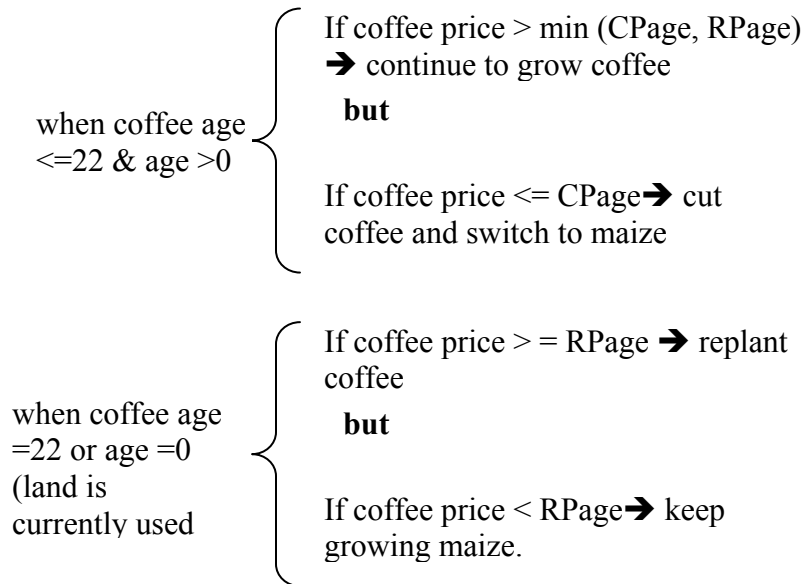 when coffee age
<=22 & age >0
If coffee price > min (CPage, RPage)
➔ continue to grow coffee
but
If coffee price <= CPage➔ cut
coffee and switch to maize
when coffee age
=22 or age =0
(land is
currently used
If coffee price > = RPage ➔ replant
coffee
but
If coffee price < RPage➔ keep
growing maize.